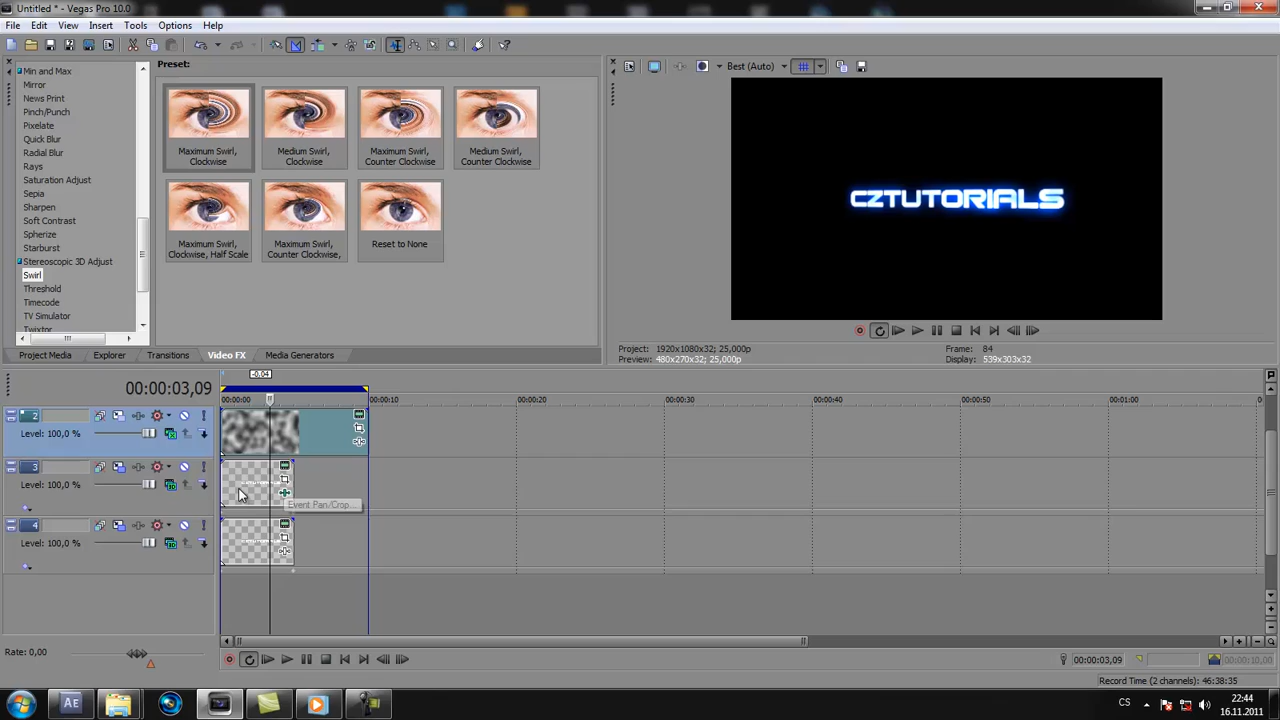 Untitled * - Vegas Pro 10.0
File Edit View Insert Tools Options Help
Min and Max
Mirror
News Print
Pinch/Punch
Pixelate
Quick Blur
Radial Blur
Rays
Saturation Adjust
Sepia
Sharpen
Soft Contrast
Spherize
Starburst
Stereoscopic 3D Adjust
Swirl
Threshold
Timecode
TV Simulator
Twixtor
Preset:
Maximum Swirl, Clockwise
Medium Swirl, Clockwise
Maximum Swirl, Counter Clockwise
Medium Swirl, Counter Clockwise
Maximum Swirl, Clockwise, Half Scale
Maximum Swirl, Counter Clockwise,
Reset to None
Project Media Explorer Transitions Video FX Media Generators
Best (Auto)
CZTUTORIALS
Project: 1920x1080x32; 25,000p
Preview: 480x270x32; 25,000p
Frame: 84
Display: 539x303x32
00:00:03,09
-0.04
00:00:00 00:00:10 00:00:20 00:00:30 00:00:40 00:00:50 00:01:00
2
Level: 100,0 %
3
Level: 100,0 %
Event Pan/Crop...
4
Level: 100,0 %
Rate: 0,00
00:00:03,09
00:00:10,00
Record Time (2 channels): 46:38:35
Ae
CS
22:44
16.11.2011